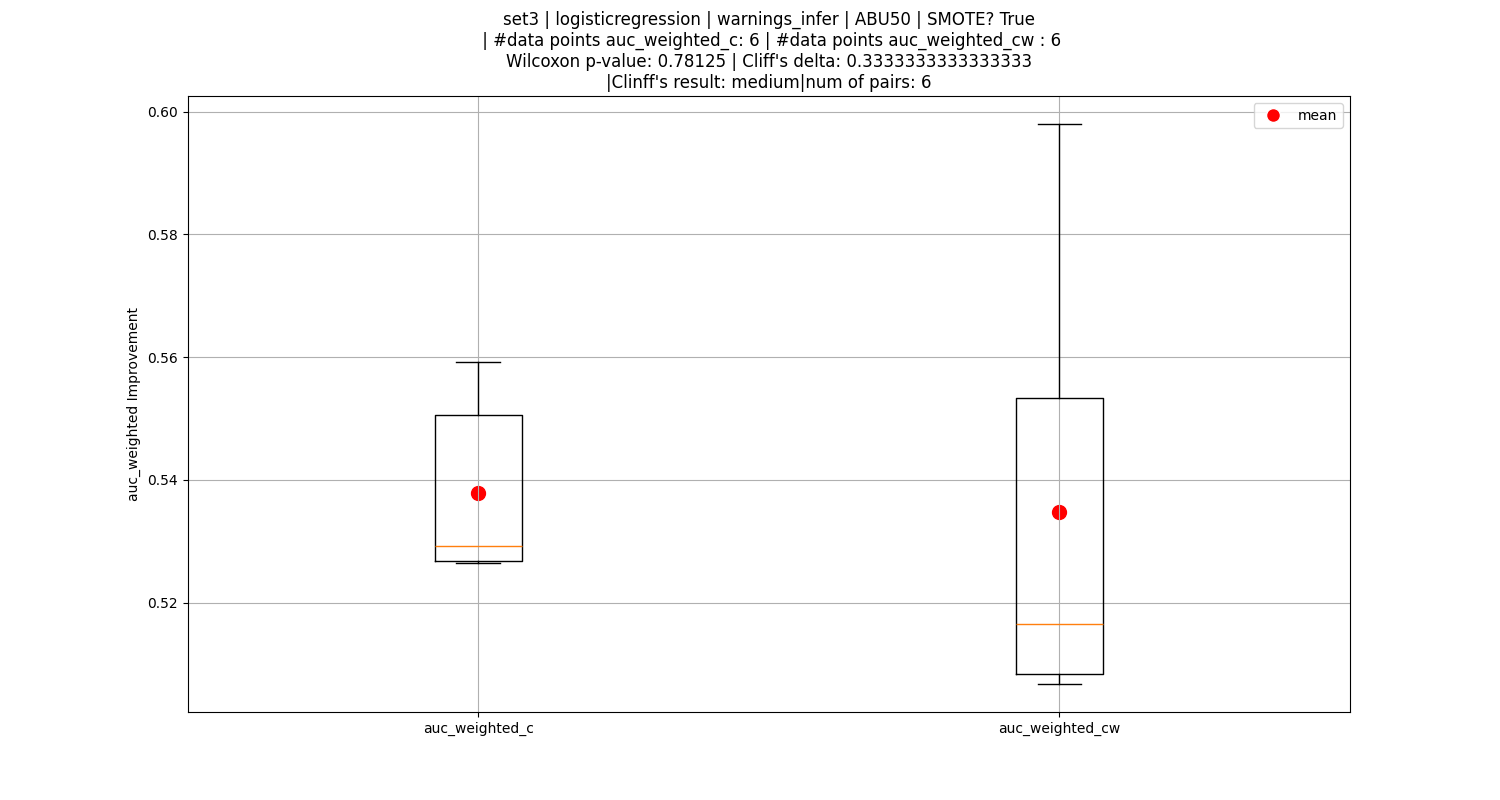 set3 | logisticregression | warnings_infer | ABU50 | SMOTE? True
| #data points auc_weighted_c: 6 | #data points auc_weighted_cw : 6
Wilcoxon p-value: 0.78125 | Cliff's delta: 0.3333333333333333
|Clinff's result: medium|num of pairs: 6
mean
auc_weighted Improvement
0.60
0.58
0.56
0.54
0.52
auc_weighted_c
auc_weighted_cw